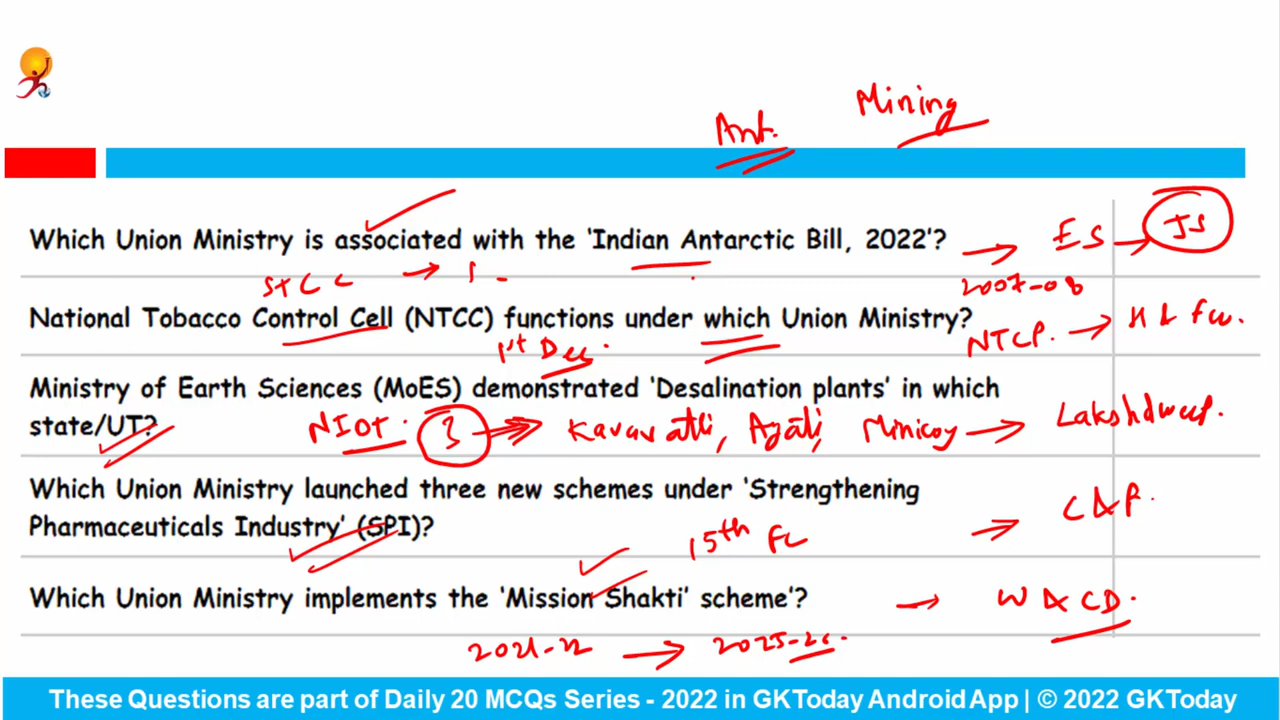 Ant. Mining
Which Union Ministry is associated with the ‘Indian Antarctic Bill, 2022’? → ES → JS
→
2007-08
National Tobacco Control Cell (NTCC) functions under which Union Ministry? NTCP. → H & FW.
1st Dec.
Ministry of Earth Sciences (MoES) demonstrated ‘Desalination plants’ in which
state/UT? NIOT. 3 → Kavaratti, Agatti, Minicoy →
Which Union Ministry launched three new schemes under ‘Strengthening
Pharmaceuticals Industry’ (SPI)? → C & F.
15th FC
Which Union Ministry implements the ‘Mission Shakti’ scheme’? → W & CD.
2021-22 → 2025-26.
These Questions are part of Daily 20 MCQs Series - 2022 in GKToday Android App | © 2022 GKToday